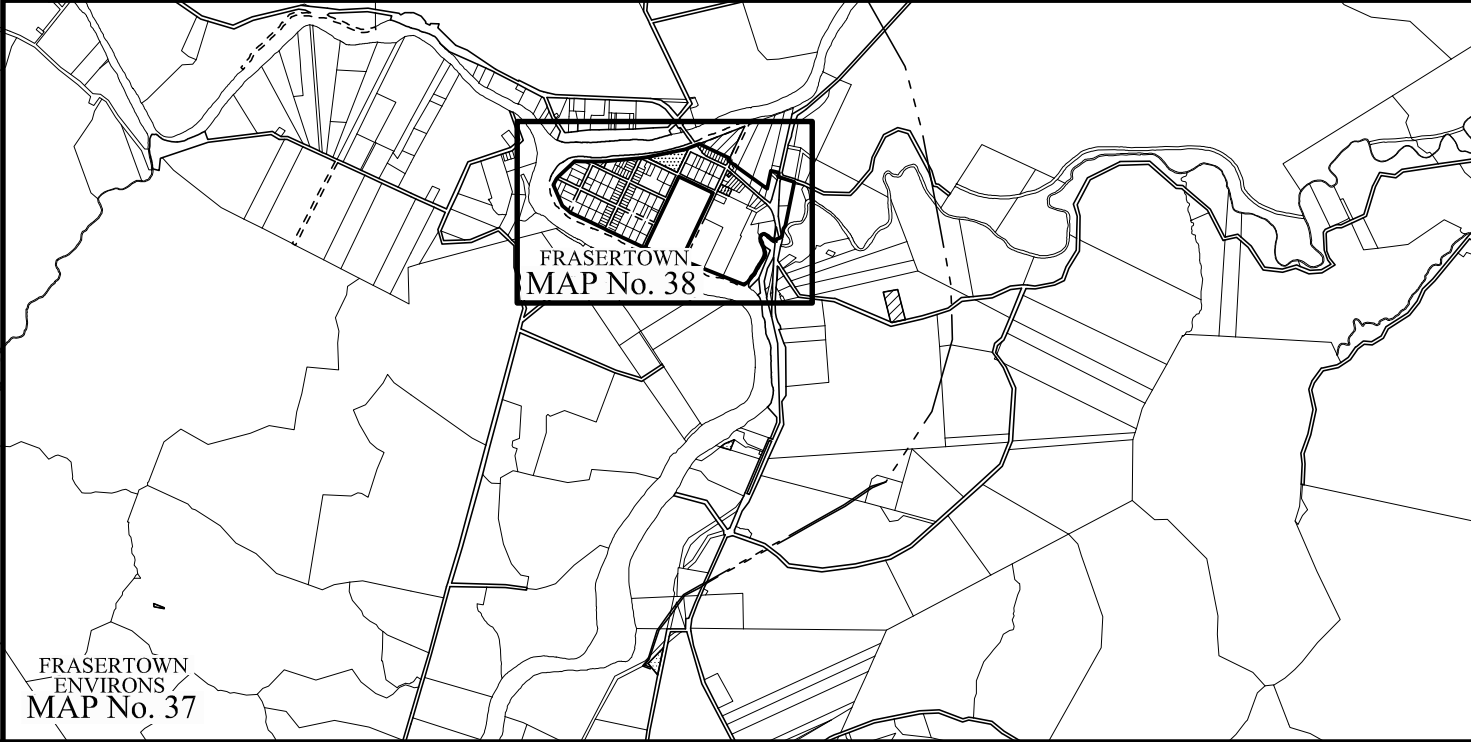 FRASERTOWN
MAP No. 38
FRASERTOWN
ENVIRONS
MAP No. 37